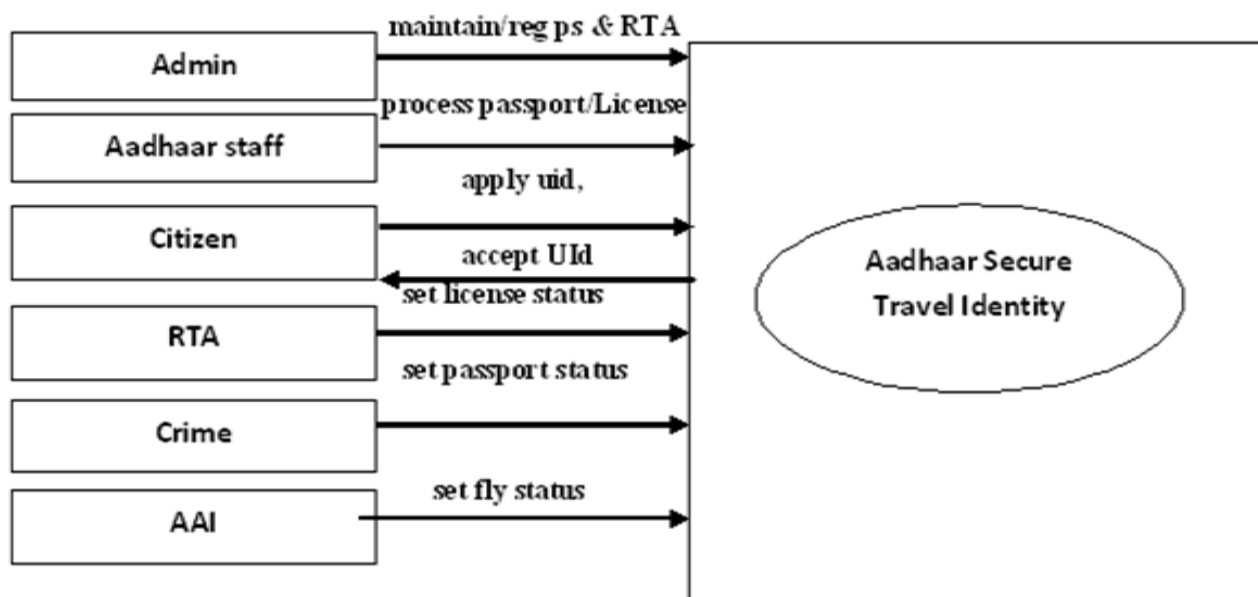 maintain/reg ps & RTA
Admin
process passport/License
Aadhaar staff
apply uid,
Citizen
accept UId
set license status
RTA
set passport status
Crime
set fly status
AAI
Aadhaar Secure
Travel Identity